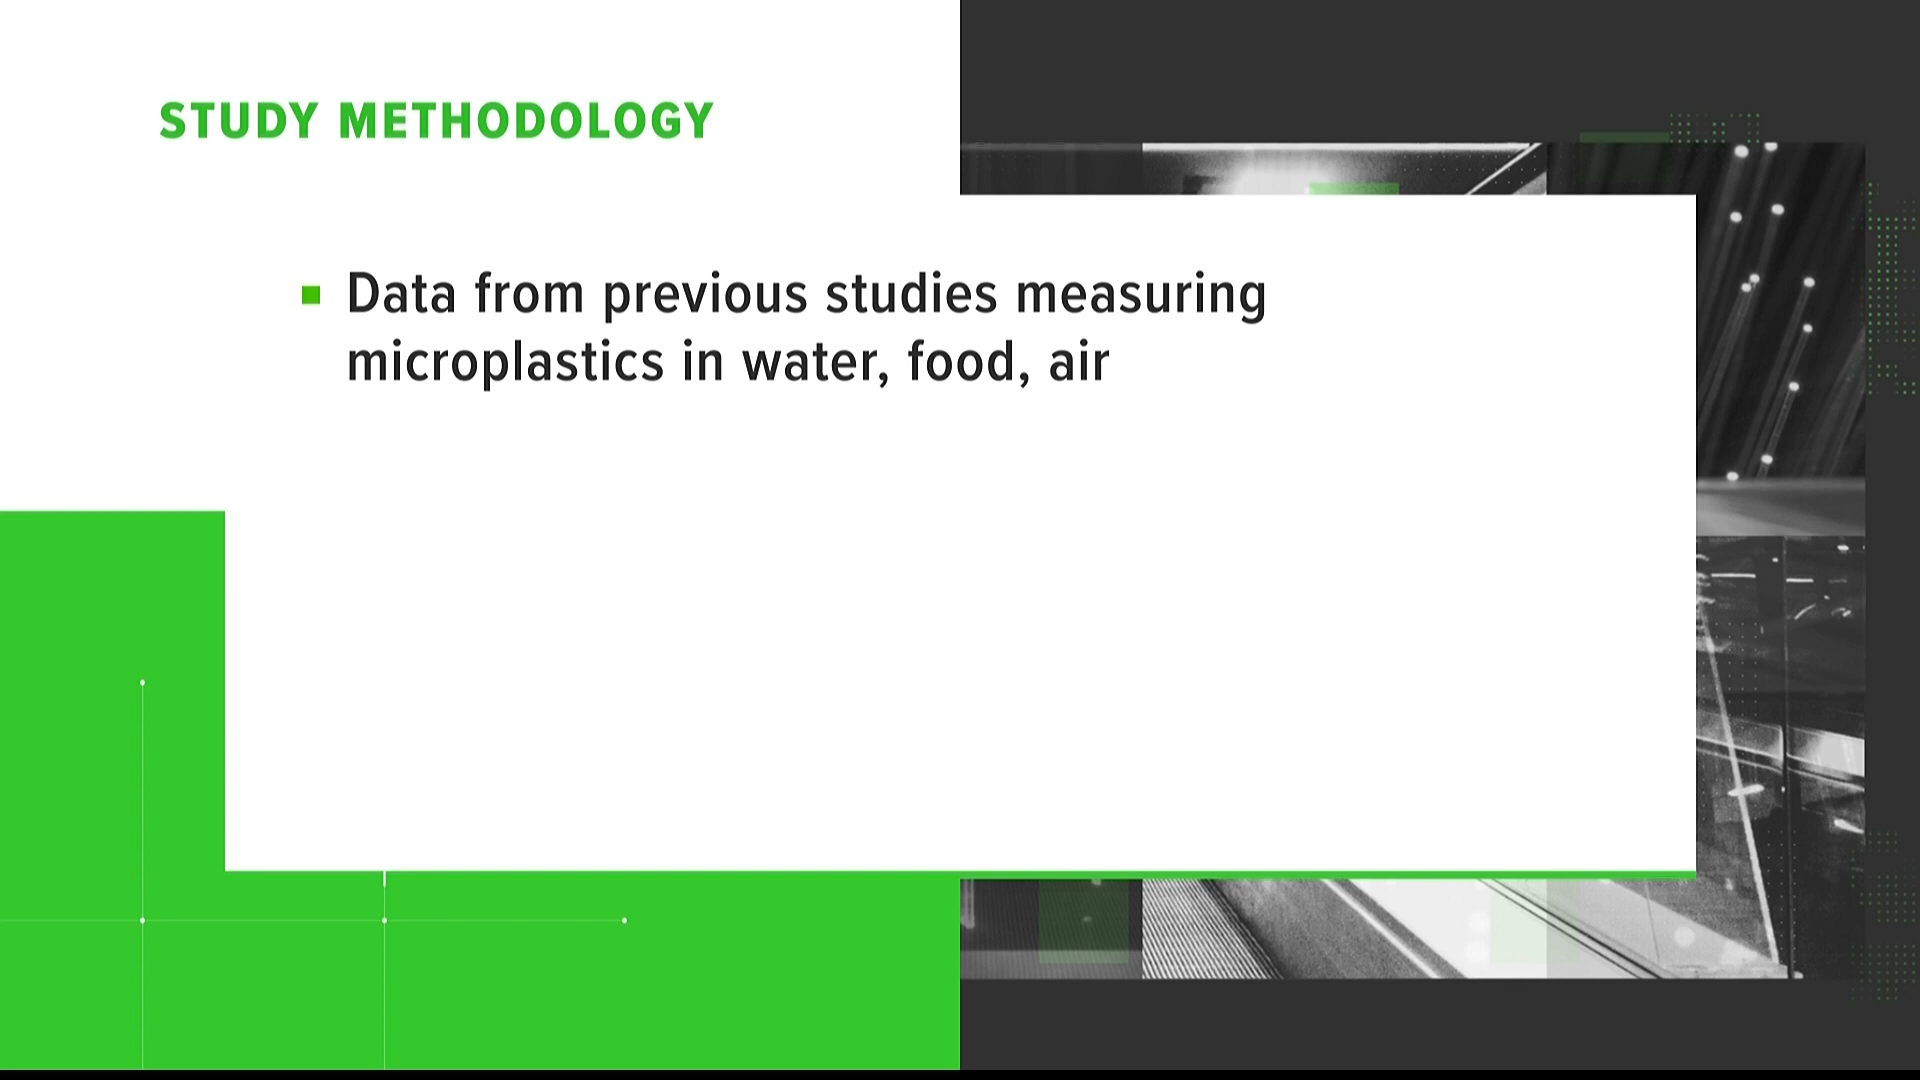 STUDY METHODOLOGY
Data from previous studies measuring
microplastics in water, food, air